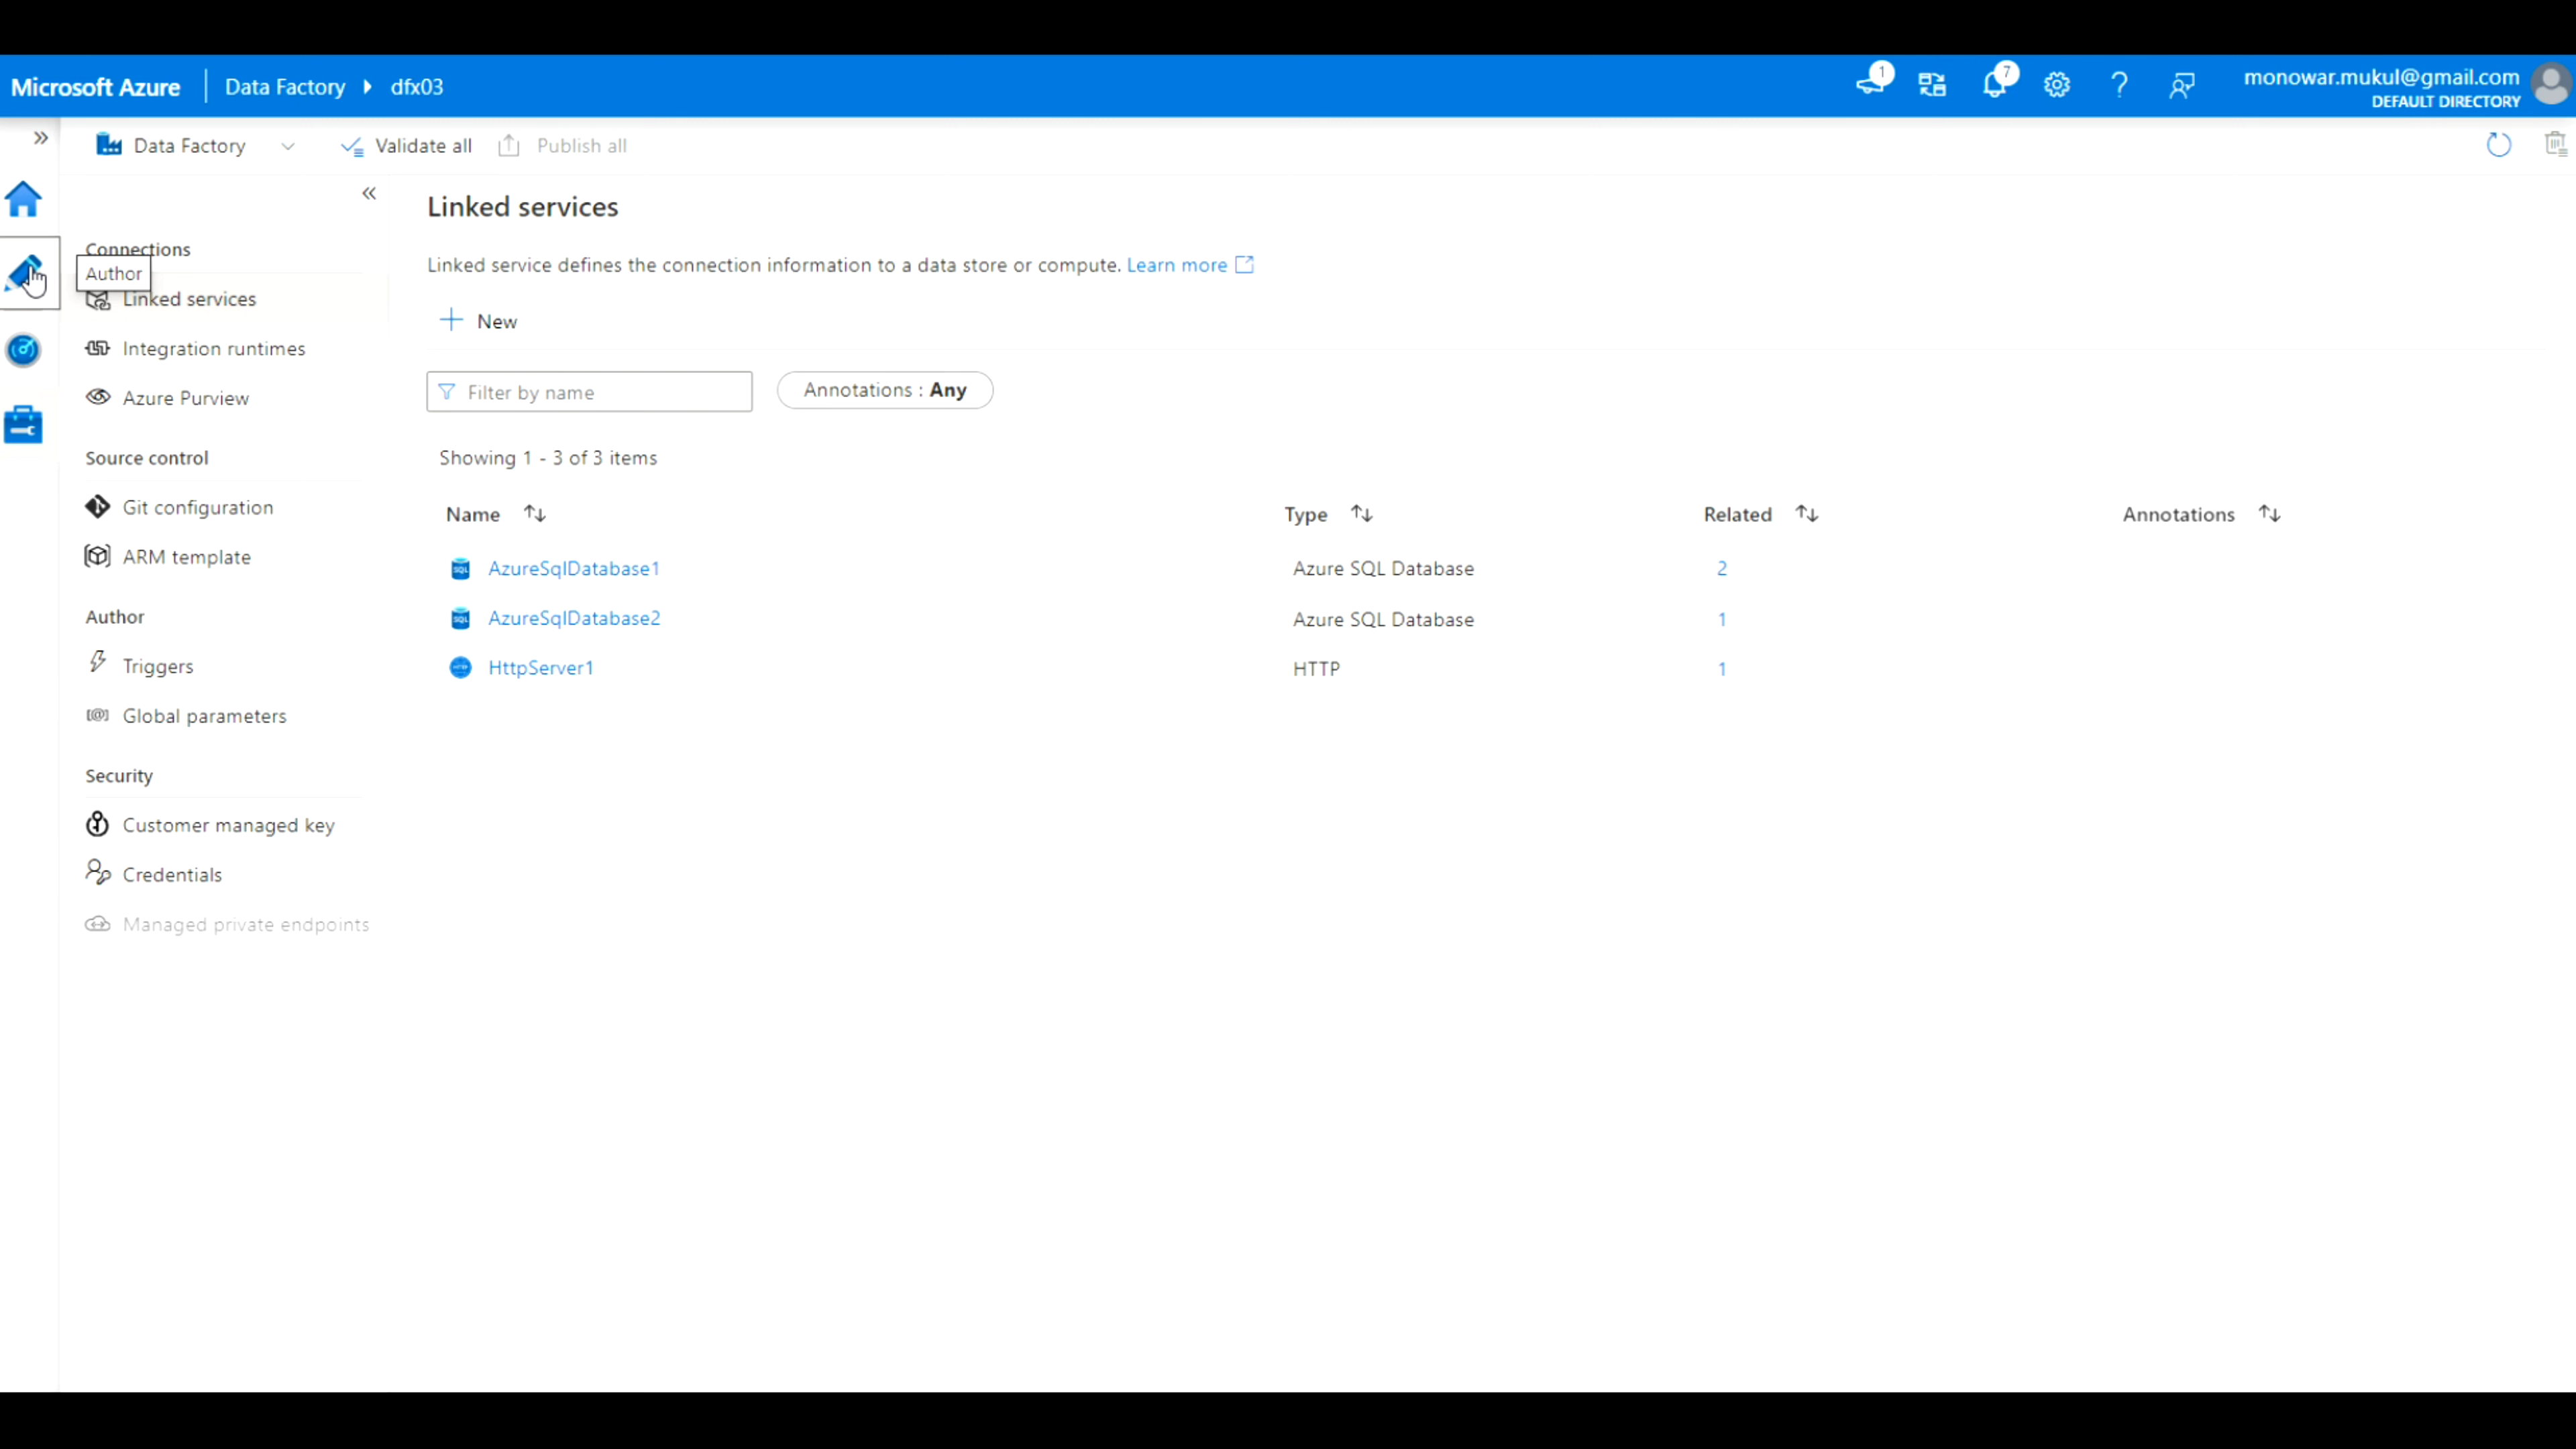 Microsoft Azure Data Factory dfx03 1 7 monowar.mukul@gmail.com
DEFAULT DIRECTORY
Data Factory Validate all Publish all
Linked services
Connections
Author
Linked service defines the connection information to a data store or compute. Learn more
Linked services
New
Integration runtimes
Azure Purview
Filter by name Annotations : Any
Source control
Showing 1 - 3 of 3 items
Git configuration
Name Type Related Annotations
ARM template
AzureSqlDatabase1 Azure SQL Database 2
Author
AzureSqlDatabase2 Azure SQL Database 1
Triggers
HttpServer1 HTTP 1
Global parameters
Security
Customer managed key
Credentials
Managed private endpoints